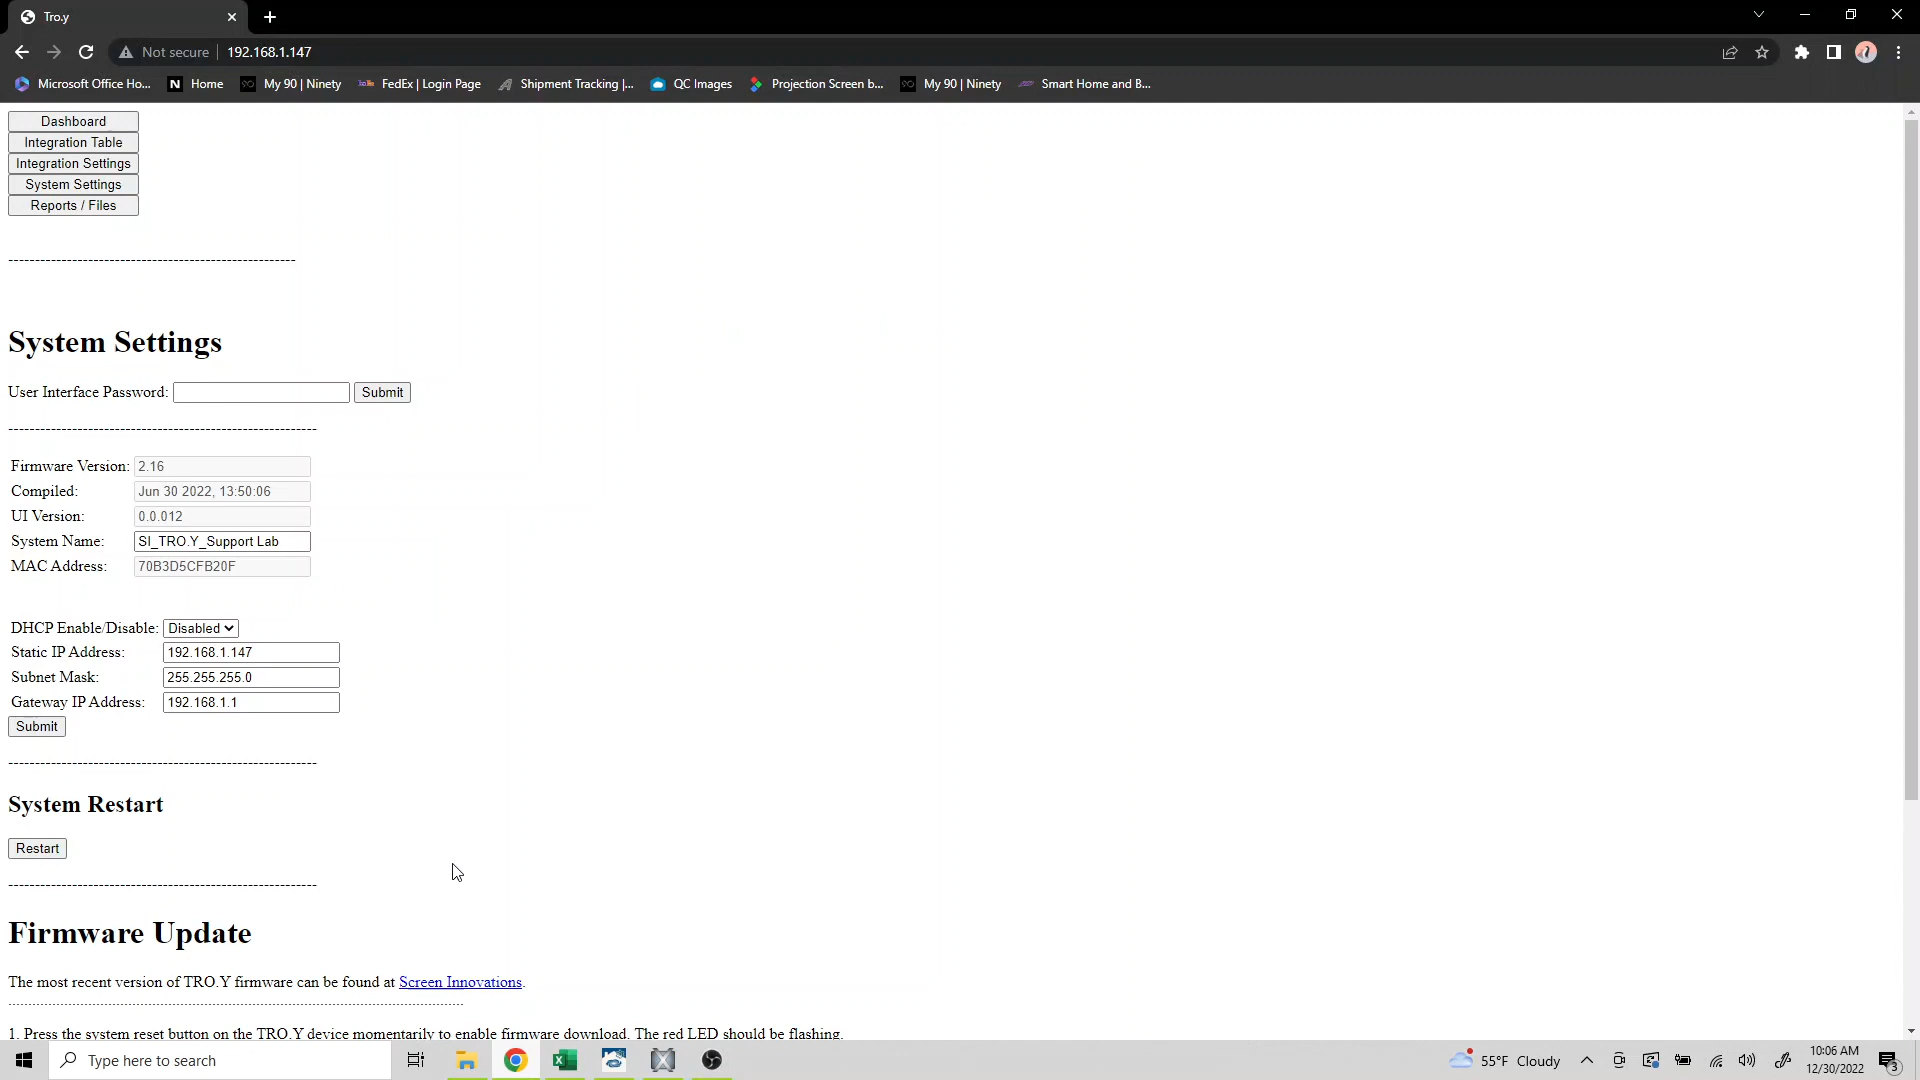 Tro.y
Not secure 192.168.1.147
Microsoft Office Ho... Home My 90 | Ninety FedEx | Login Page Shipment Tracking |... QC Images Projection Screen b... My 90 | Ninety Smart Home and B...
Dashboard
Integration Table
Integration Settings
System Settings
Reports / Files
------------------------------------------------------
System Settings
User Interface Password: Submit
----------------------------------------------------------
Firmware Version: 2.16
Compiled: Jun 30 2022, 13:50:06
UI Version: 0.0.012
System Name: SI_TRO.Y_Support Lab
MAC Address: 70B3D5CFB20F
DHCP Enable/Disable: Disabled
Static IP Address: 192.168.1.147
Subnet Mask: 255.255.255.0
Gateway IP Address: 192.168.1.1
Submit
----------------------------------------------------------
System Restart
Restart
----------------------------------------------------------
Firmware Update
The most recent version of TRO.Y firmware can be found at Screen Innovations.
1. Press the system reset button on the TRO.Y device momentarily to enable firmware download. The red LED should be flashing.
Type here to search
55°F Cloudy
10:06 AM
12/30/2022
3